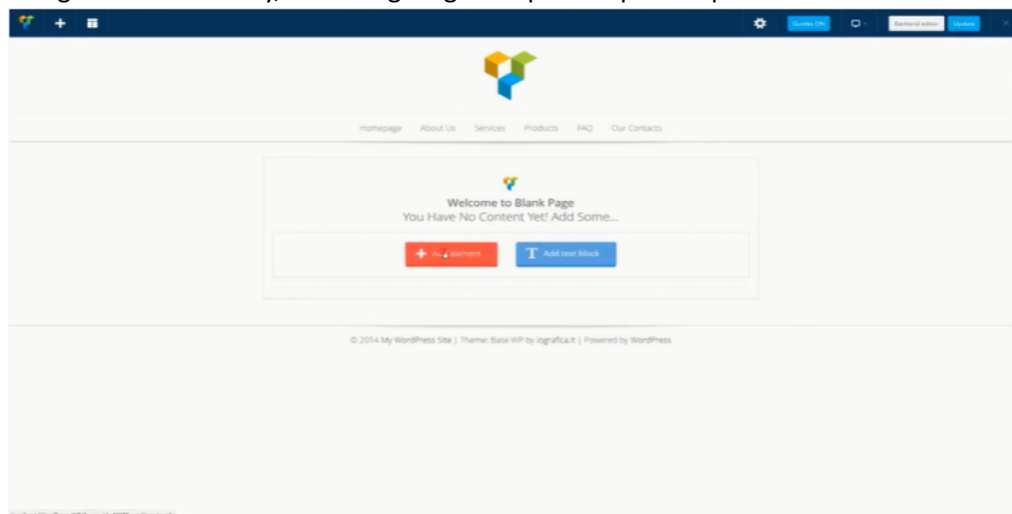 Guides ON
Backend editor
Update
Homepage About Us Services Products FAQ Our Contacts
Welcome to Blank Page
You Have No Content Yet! Add Some...
Add element
T Add text block
© 2014 My WordPress Site | Theme: Base WP by iografica.it | Powered by WordPress